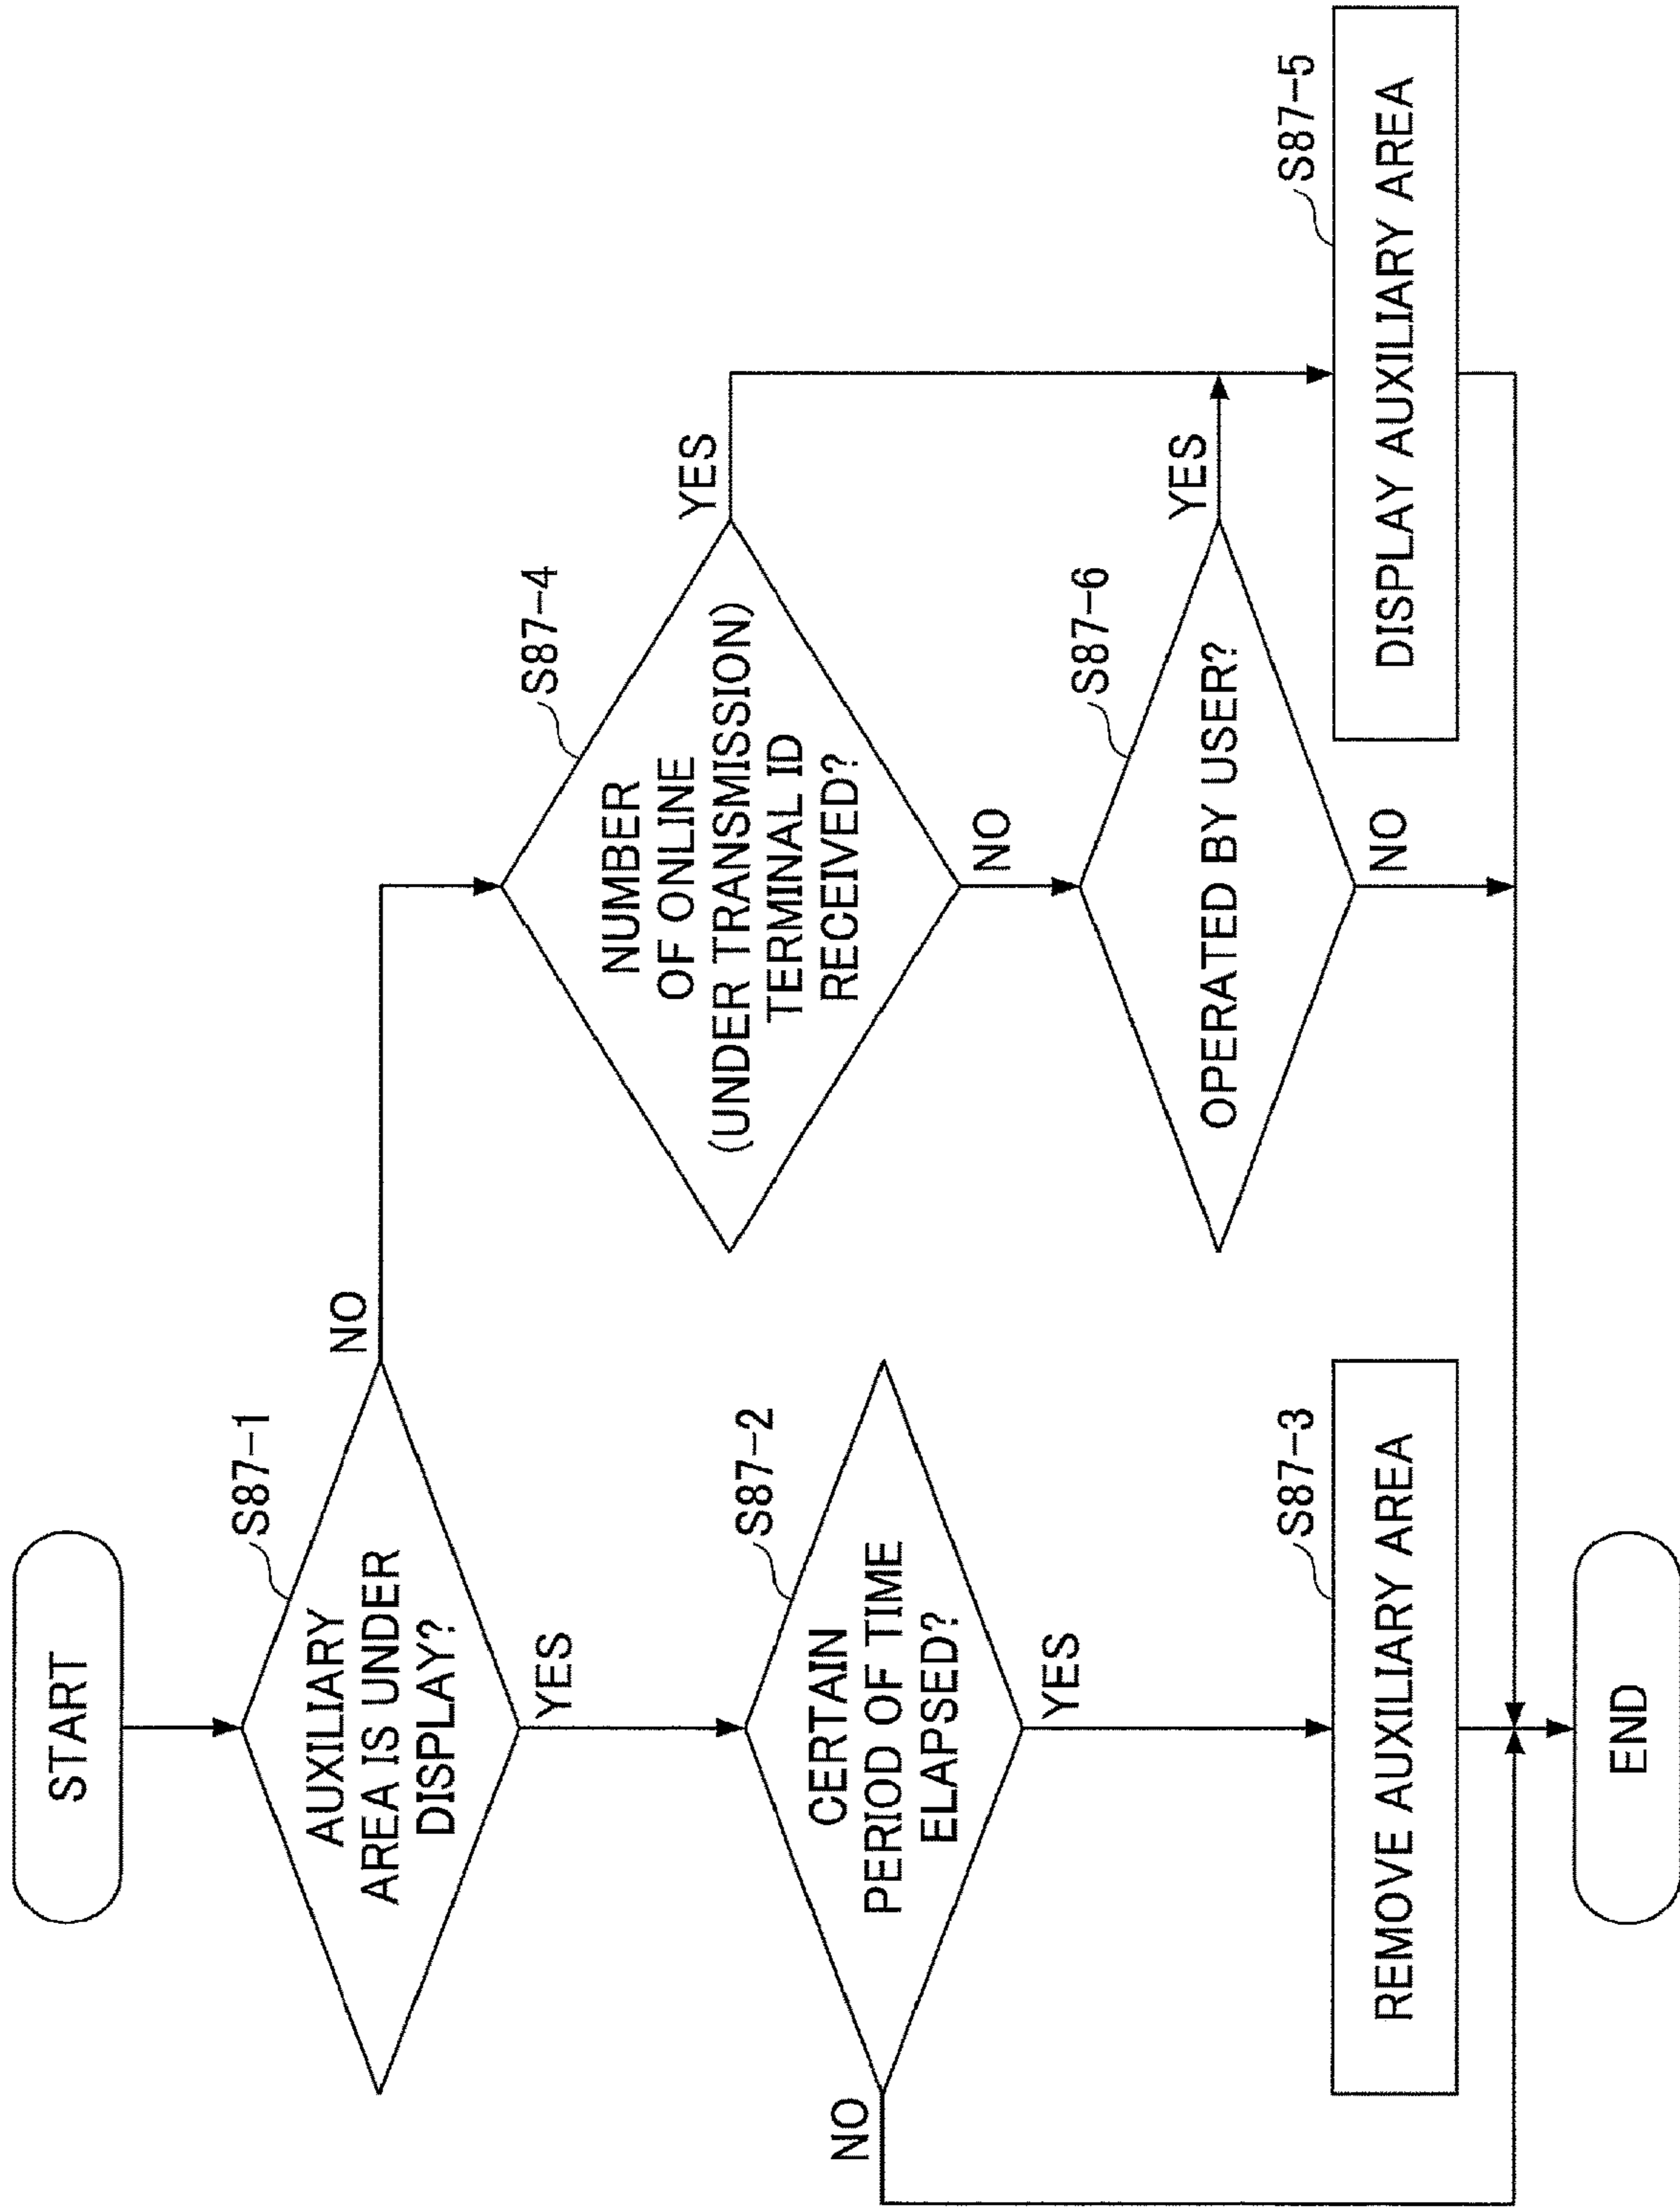 START
S87-1
AUXILIARY
AREA IS UNDER
DISPLAY?
NO
YES
S87-2
CERTAIN
PERIOD OF TIME
ELAPSED?
NO
YES
S87-3
REMOVE AUXILIARY AREA
S87-4
NUMBER
OF ONLINE
(UNDER TRANSMISSION)
TERMINAL ID
RECEIVED?
YES
NO
S87-6
OPERATED BY USER?
YES
NO
S87-5
DISPLAY AUXILIARY AREA
END